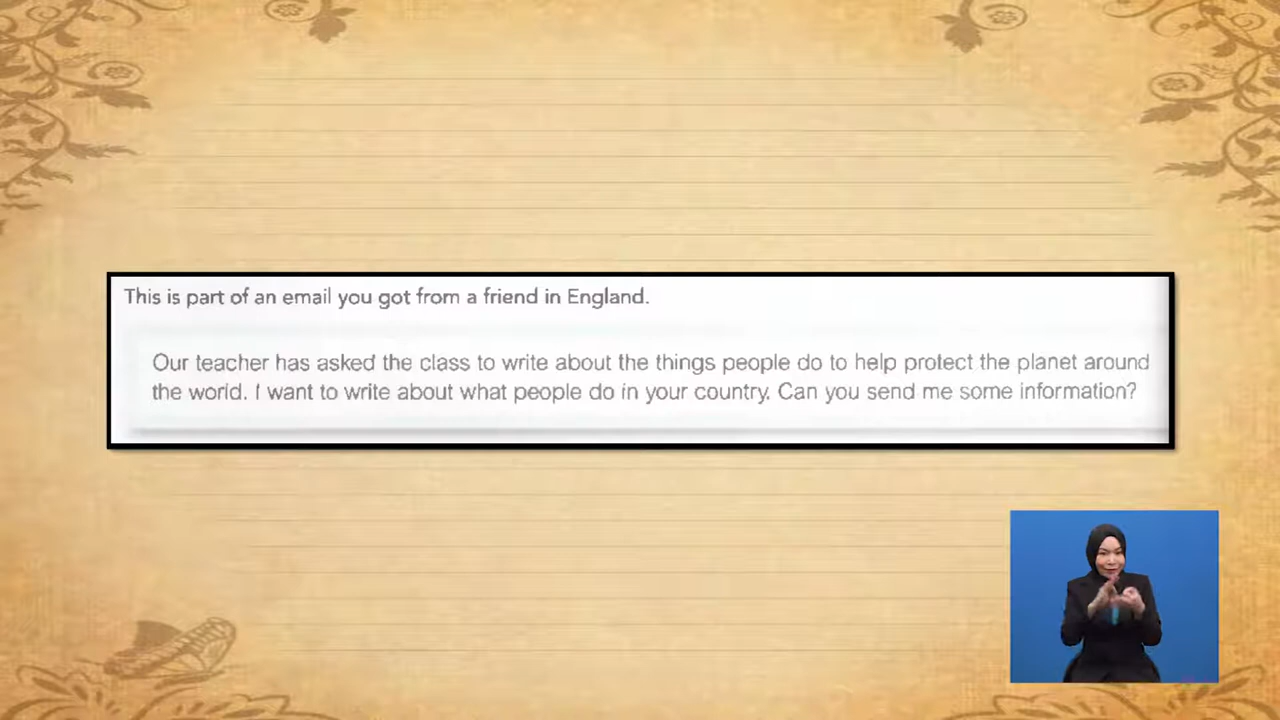 This is part of an email you got from a friend in England.
Our teacher has asked the class to write about the things people do to help protect the planet around
the world. I want to write about what people do in your country. Can you send me some information?